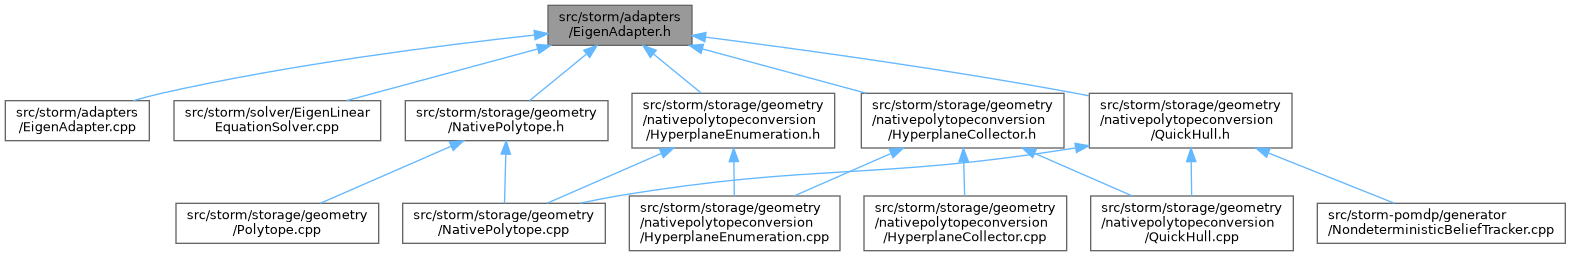 src/storm/adapters
/EigenAdapter.h
src/storm/adapters
/EigenAdapter.cpp
src/storm/solver/EigenLinear
EquationSolver.cpp
src/storm/storage/geometry
/NativePolytope.h
src/storm/storage/geometry
/nativepolytopeconversion
/HyperplaneEnumeration.h
src/storm/storage/geometry
/nativepolytopeconversion
/HyperplaneCollector.h
src/storm/storage/geometry
/nativepolytopeconversion
/QuickHull.h
src/storm/storage/geometry
/Polytope.cpp
src/storm/storage/geometry
/NativePolytope.cpp
src/storm/storage/geometry
/nativepolytopeconversion
/HyperplaneEnumeration.cpp
src/storm/storage/geometry
/nativepolytopeconversion
/HyperplaneCollector.cpp
src/storm/storage/geometry
/nativepolytopeconversion
/QuickHull.cpp
src/storm-pomdp/generator
/NondeterministicBeliefTracker.cpp